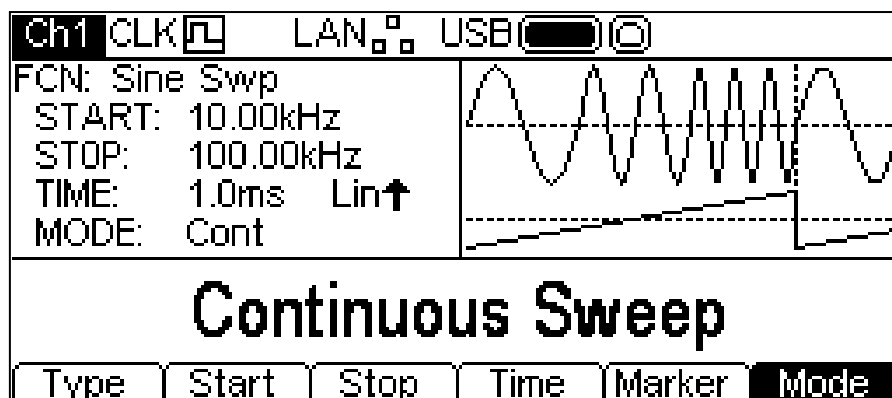 Ch1 CLK LAN USB
FCN: Sine Swp
START: 10.00kHz
STOP: 100.00kHz
TIME: 1.0ms Lin↑
MODE: Cont
Continuous Sweep
Type Start Stop Time Marker Mode